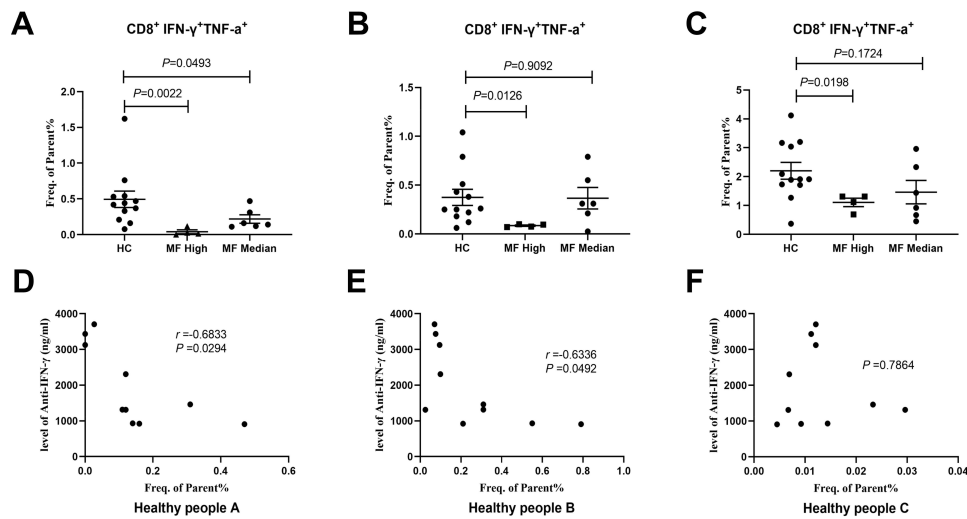 A
CD8+ IFN-γ+TNF-a+
P=0.0493
P=0.0022
Freq. of Parent%
2.0
1.5
1.0
0.5
0.0
HC
MF High
MF Median
B
CD8+ IFN-γ+TNF-a+
P=0.9092
P=0.0126
Freq. of Parent%
1.5
1.0
0.5
0.0
HC
MF High
MF Median
C
CD8+ IFN-γ+TNF-a+
P=0.1724
P=0.0198
Freq. of Parent%
5
4
3
2
1
0
HC
MF High
MF Median
D
level of Anti-IFN-γ (ng/ml)
4000
3000
2000
1000
0
r =-0.6833
P =0.0294
0.0
0.2
0.4
0.6
Freq. of Parent%
Healthy people A
E
level of Anti-IFN-γ (ng/ml)
4000
3000
2000
1000
0
r =-0.6336
P =0.0492
0.0
0.2
0.4
0.6
0.8
1.0
Freq. of Parent%
Healthy people B
F
level of Anti-IFN-γ (ng/ml)
4000
3000
2000
1000
0
P =0.7864
0.00
0.01
0.02
0.03
0.04
Freq. of Parent%
Healthy people C